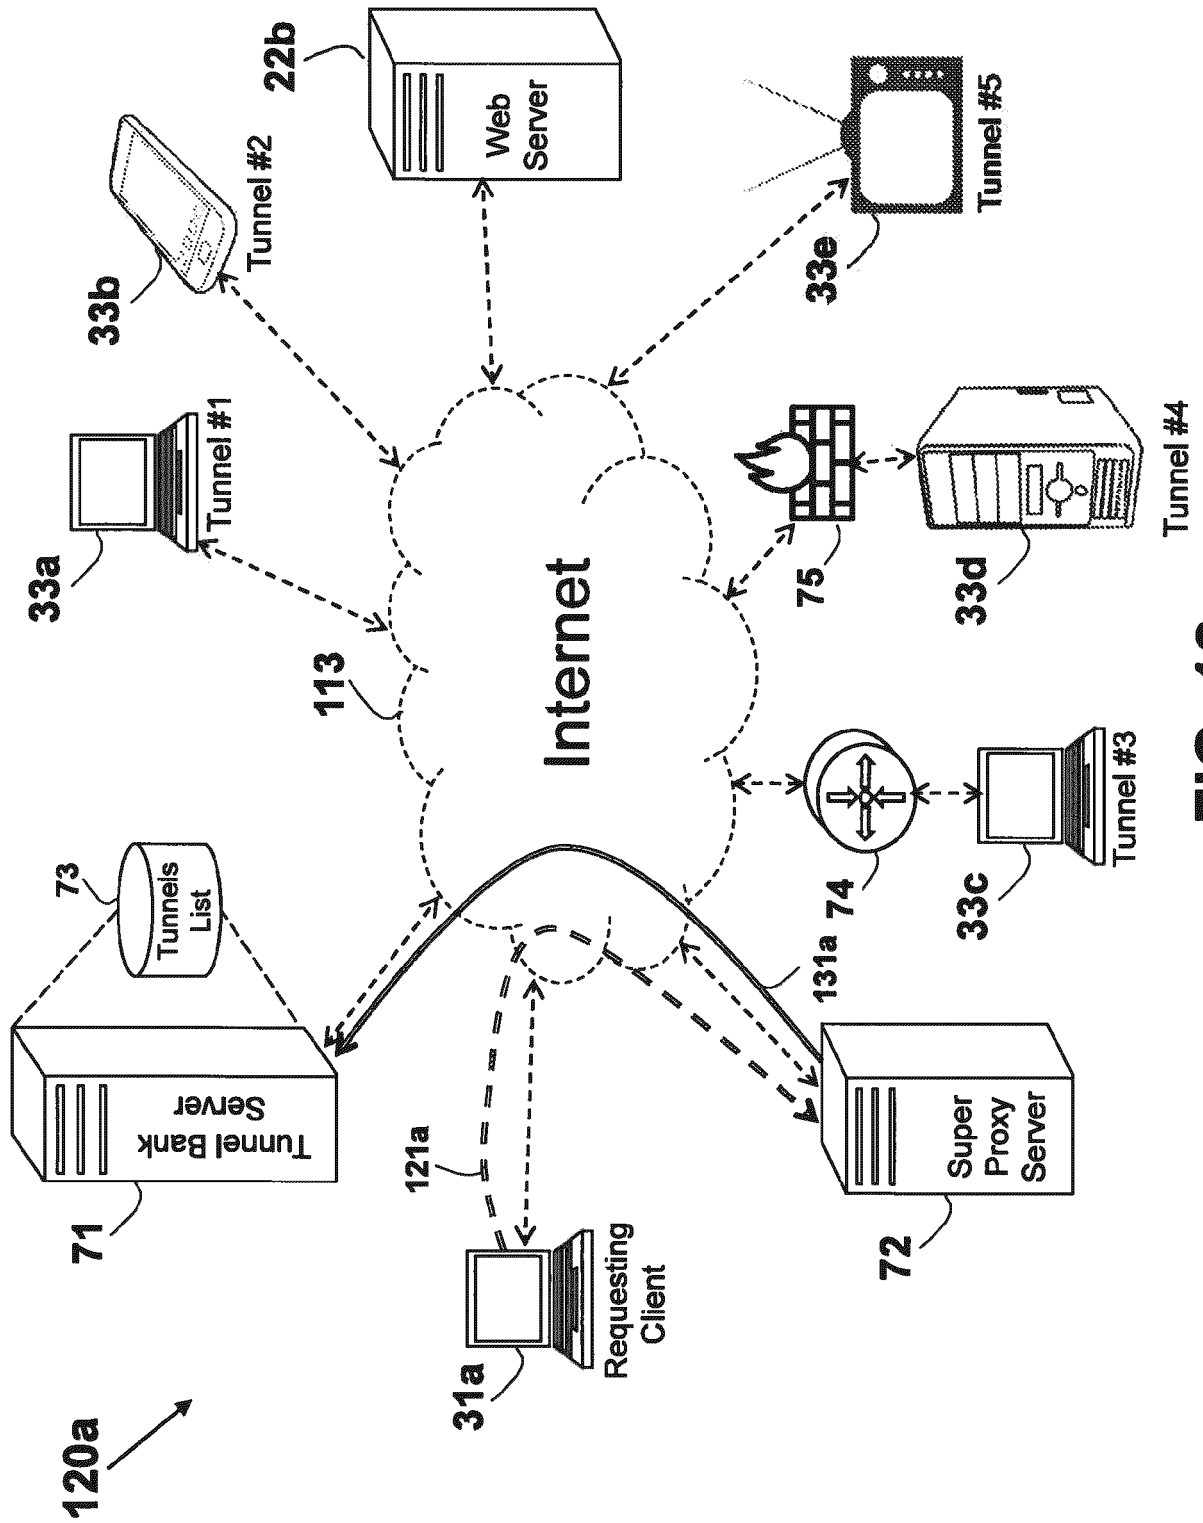 120a
71
Tunnel Bank
Server
73
Tunnels
List
33a
Tunnel #1
33b
Tunnel #2
22b
Web
Server
113
Internet
31a
Requesting
Client
121a
131a
72
Super
Proxy
Server
74
33c
Tunnel #3
75
33d
Tunnel #4
33e
Tunnel #5